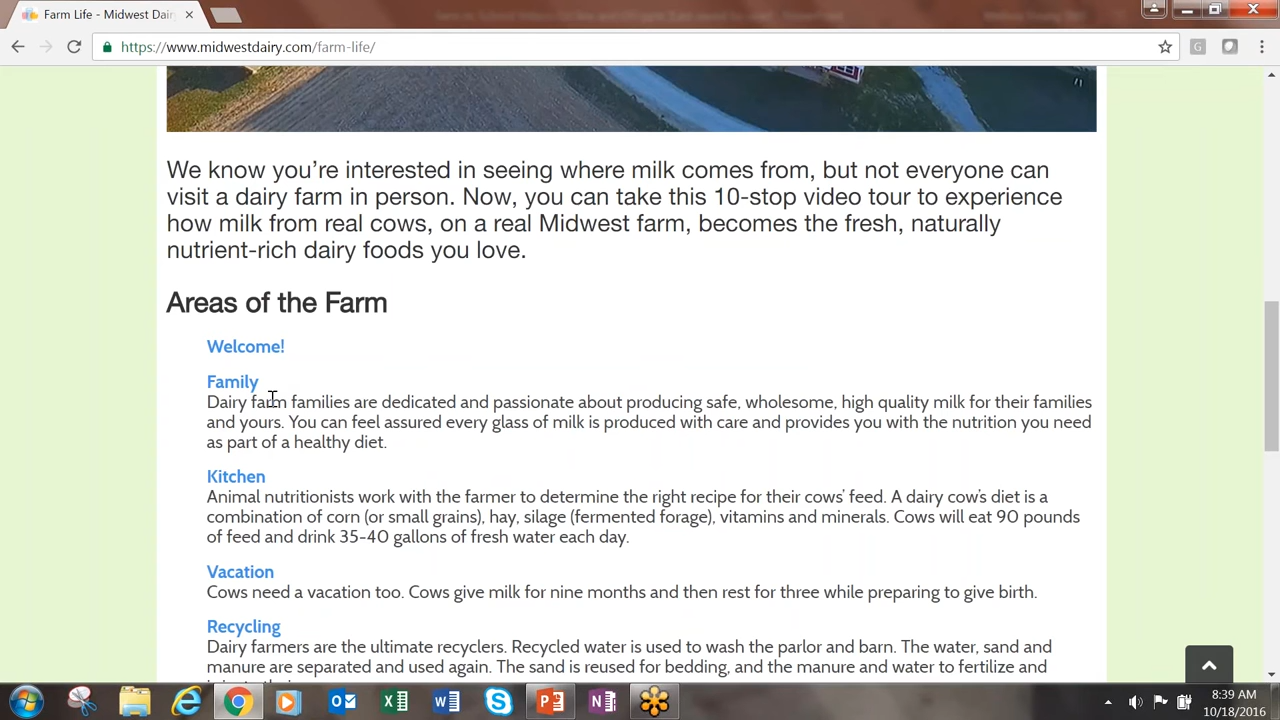 Farm Life - Midwest Dair
https://www.midwestdairy.com/farm-life/
We know you're interested in seeing where milk comes from, but not everyone can
visit a dairy farm in person. Now, you can take this 10-stop video tour to experience
how milk from real cows, on a real Midwest farm, becomes the fresh, naturally
nutrient-rich dairy foods you love.
Areas of the Farm
Welcome!
Family
Dairy farm families are dedicated and passionate about producing safe, wholesome, high quality milk for their families
and yours. You can feel assured every glass of milk is produced with care and provides you with the nutrition you need
as part of a healthy diet.
Kitchen
Animal nutritionists work with the farmer to determine the right recipe for their cows' feed. A dairy cow's diet is a
combination of corn (or small grains), hay, silage (fermented forage), vitamins and minerals. Cows will eat 90 pounds
of feed and drink 35-40 gallons of fresh water each day.
Vacation
Cows need a vacation too. Cows give milk for nine months and then rest for three while preparing to give birth.
Recycling
Dairy farmers are the ultimate recyclers. Recycled water is used to wash the parlor and barn. The water, sand and
manure are separated and used again. The sand is reused for bedding, and the manure and water to fertilize and
8:39 AM
10/18/2016